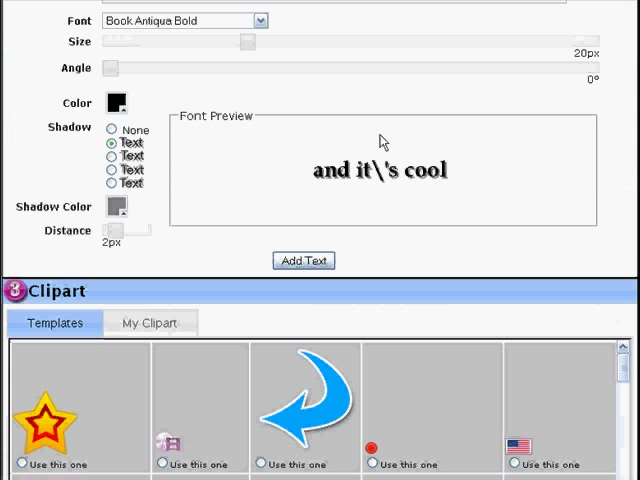 Font Book Antiqua Bold
Size
20px
Angle
0°
Color
Font Preview
Shadow
None
Text
Text
Text
Text
and it\'s cool
Shadow Color
Distance
2px
Add Text
3 Clipart
Templates My Clipart
Use this one Use this one Use this one Use this one Use this one